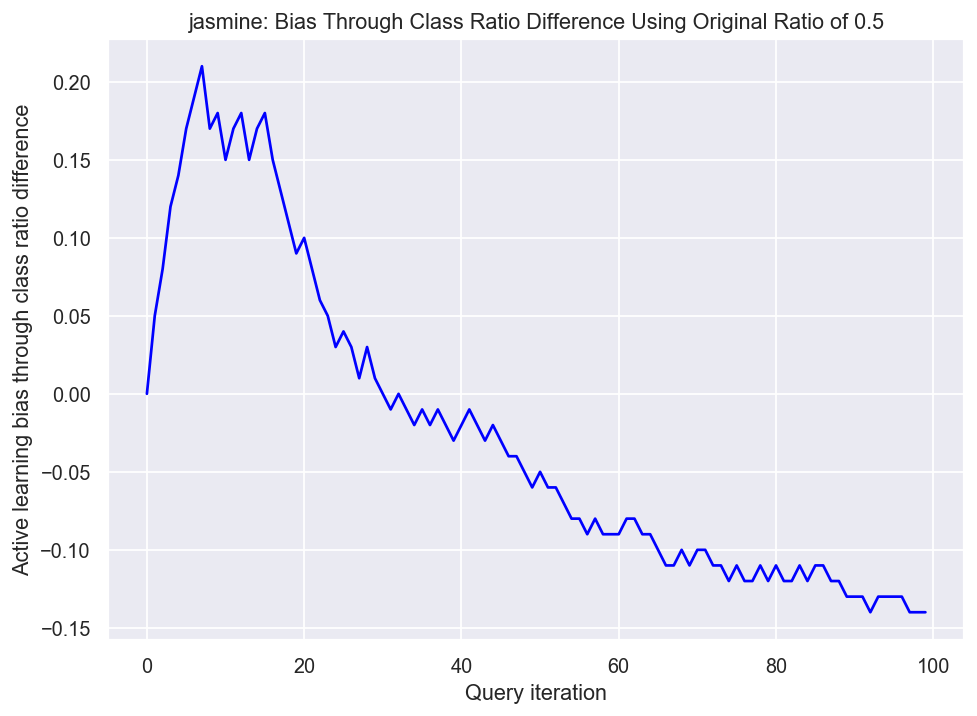 jasmine: Bias Through Class Ratio Difference Using Original Ratio of 0.5
Active learning bias through class ratio difference
0.20
0.15
0.10
0.05
0.00
−0.05
−0.10
−0.15
0 20 40 60 80 100
Query iteration